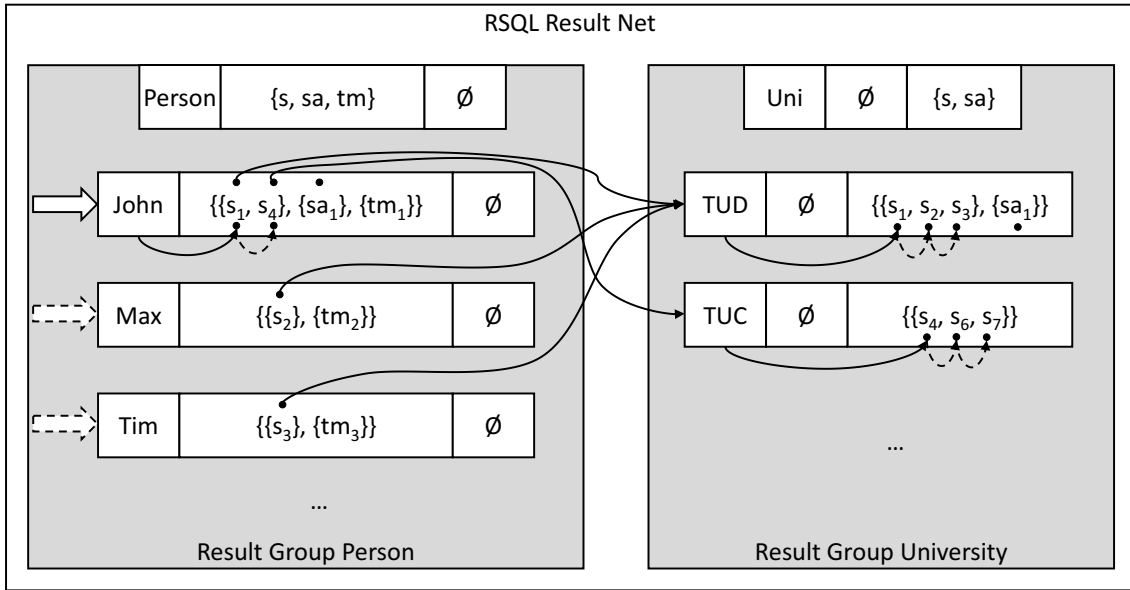 RSQL Result Net
Person {s, sa, tm} Ø
John {{s₁, s₄}, {sa₁}, {tm₁}} Ø
Max {{s₂}, {tm₂}} Ø
Tim {{s₃}, {tm₃}} Ø
...
Result Group Person
Uni Ø {s, sa}
TUD Ø {{s₁, s₂, s₃}, {sa₁}}
TUC Ø {{s₄, s₆, s₇}}
...
Result Group University